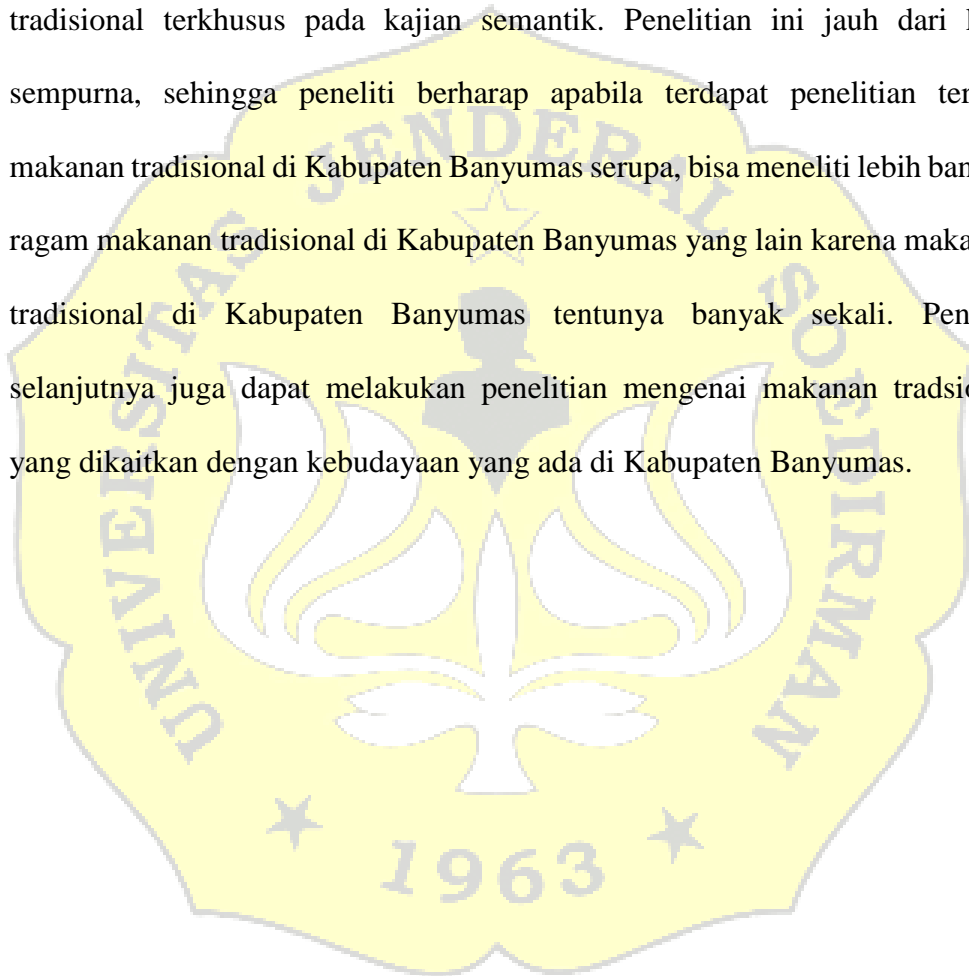 tradisional terkhusus pada kajian semantik. Penelitian ini jauh dari
sempurna, sehingga peneliti berharap apabila terdapat penelitian
makanan tradisional di Kabupaten Banyumas serupa, bisa meneliti lebih
ragam makanan tradisional di Kabupaten Banyumas yang lain karena
tradisional di Kabupaten Banyumas tentunya banyak sekali.
selanjutnya juga dapat melakukan penelitian mengenai makanan
yang dikaitkan dengan kebudayaan yang ada di Kabupaten Banyumas.
UNIVERSITAS JENDERAL SOEDIRMAN
1963